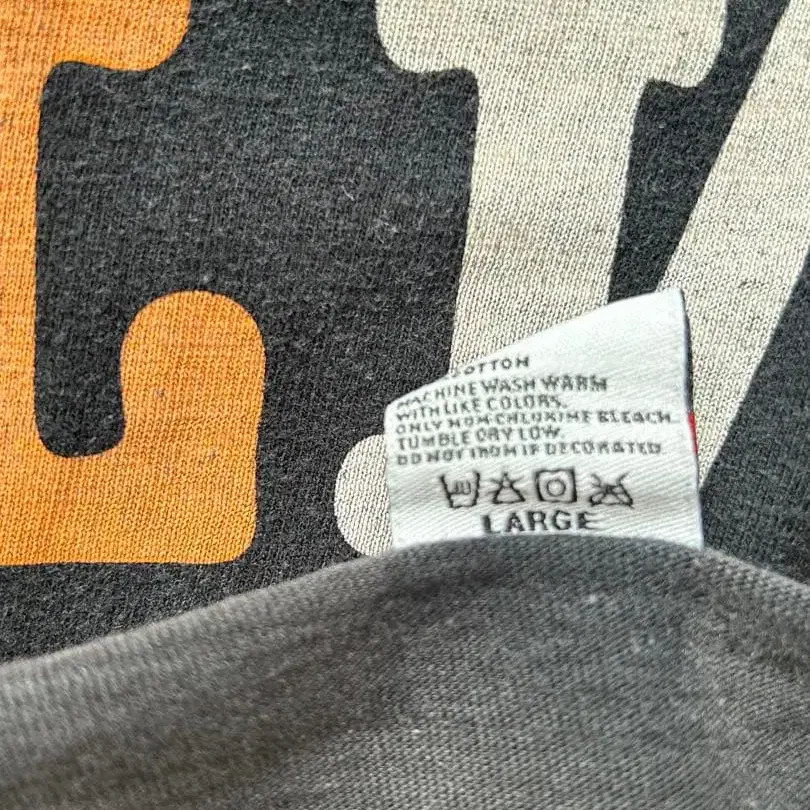 COTTON
MACHINE WASH WARM
WITH LIKE COLORS.
ONLY NON-CHLORINE BLEACH
TUMBLE DRY LOW.
DO NOT IRON IF DECORATED
LARGE